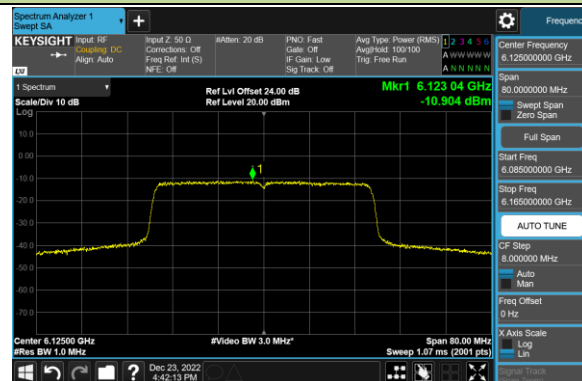 Spectrum Analyzer 1
Swept SA
Frequenc
KEYSIGHT
Input: RF
Coupling: DC
Align: Auto
Input Z: 50 Ω
Corrections: Off
Freq Ref: Int (S)
NFE: Off
#Atten: 20 dB
PNO: Fast
Gate: Off
IF Gain: Low
Sig Track: Off
Avg Type: Power (RMS)
Avg|Hold: 100/100
Trig: Free Run
1 2 3 4 5 6
A W W W W W
A N N N N N
LXI
1 Spectrum
Scale/Div 10 dB
Log
Ref Lvl Offset 24.00 dB
Ref Level 20.00 dBm
Mkr1 6.123 04 GHz
-10.904 dBm
10.0
0.00
-10.0
-20.0
-30.0
-40.0
-50.0
-60.0
-70.0
1
Center 6.12500 GHz
#Res BW 1.0 MHz
#Video BW 3.0 MHz*
Span 80.00 MHz
Sweep 1.07 ms (2001 pts)
Center Frequency
6.125000000 GHz
Span
80.0000000 MHz
Swept Span
Zero Span
Full Span
Start Freq
6.085000000 GHz
Stop Freq
6.165000000 GHz
AUTO TUNE
CF Step
8.000000 MHz
Auto
Man
Freq Offset
0 Hz
X Axis Scale
Log
Lin
Signal Track
?
Dec 23, 2022
4:42:13 PM